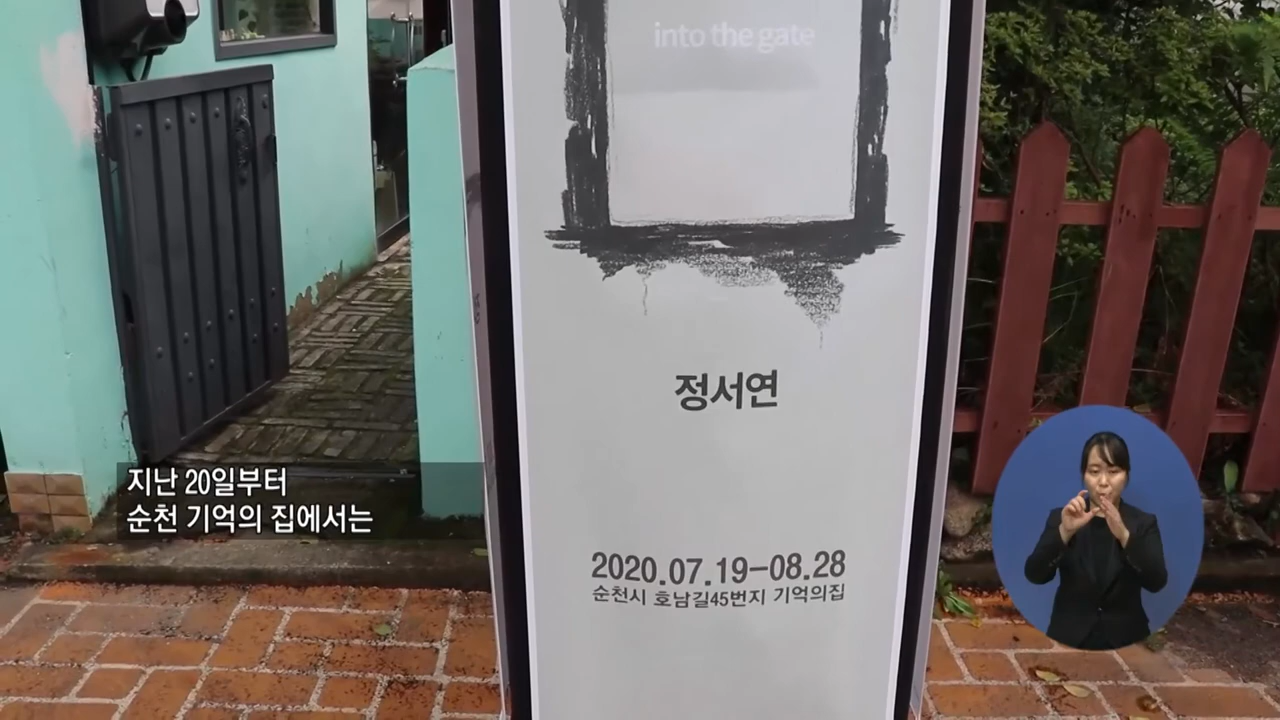 into the gate
정서연
2020.07.19-08.28
순천시 호남길45번지 기억의집
지난 20일부터
순천 기억의 집에서는